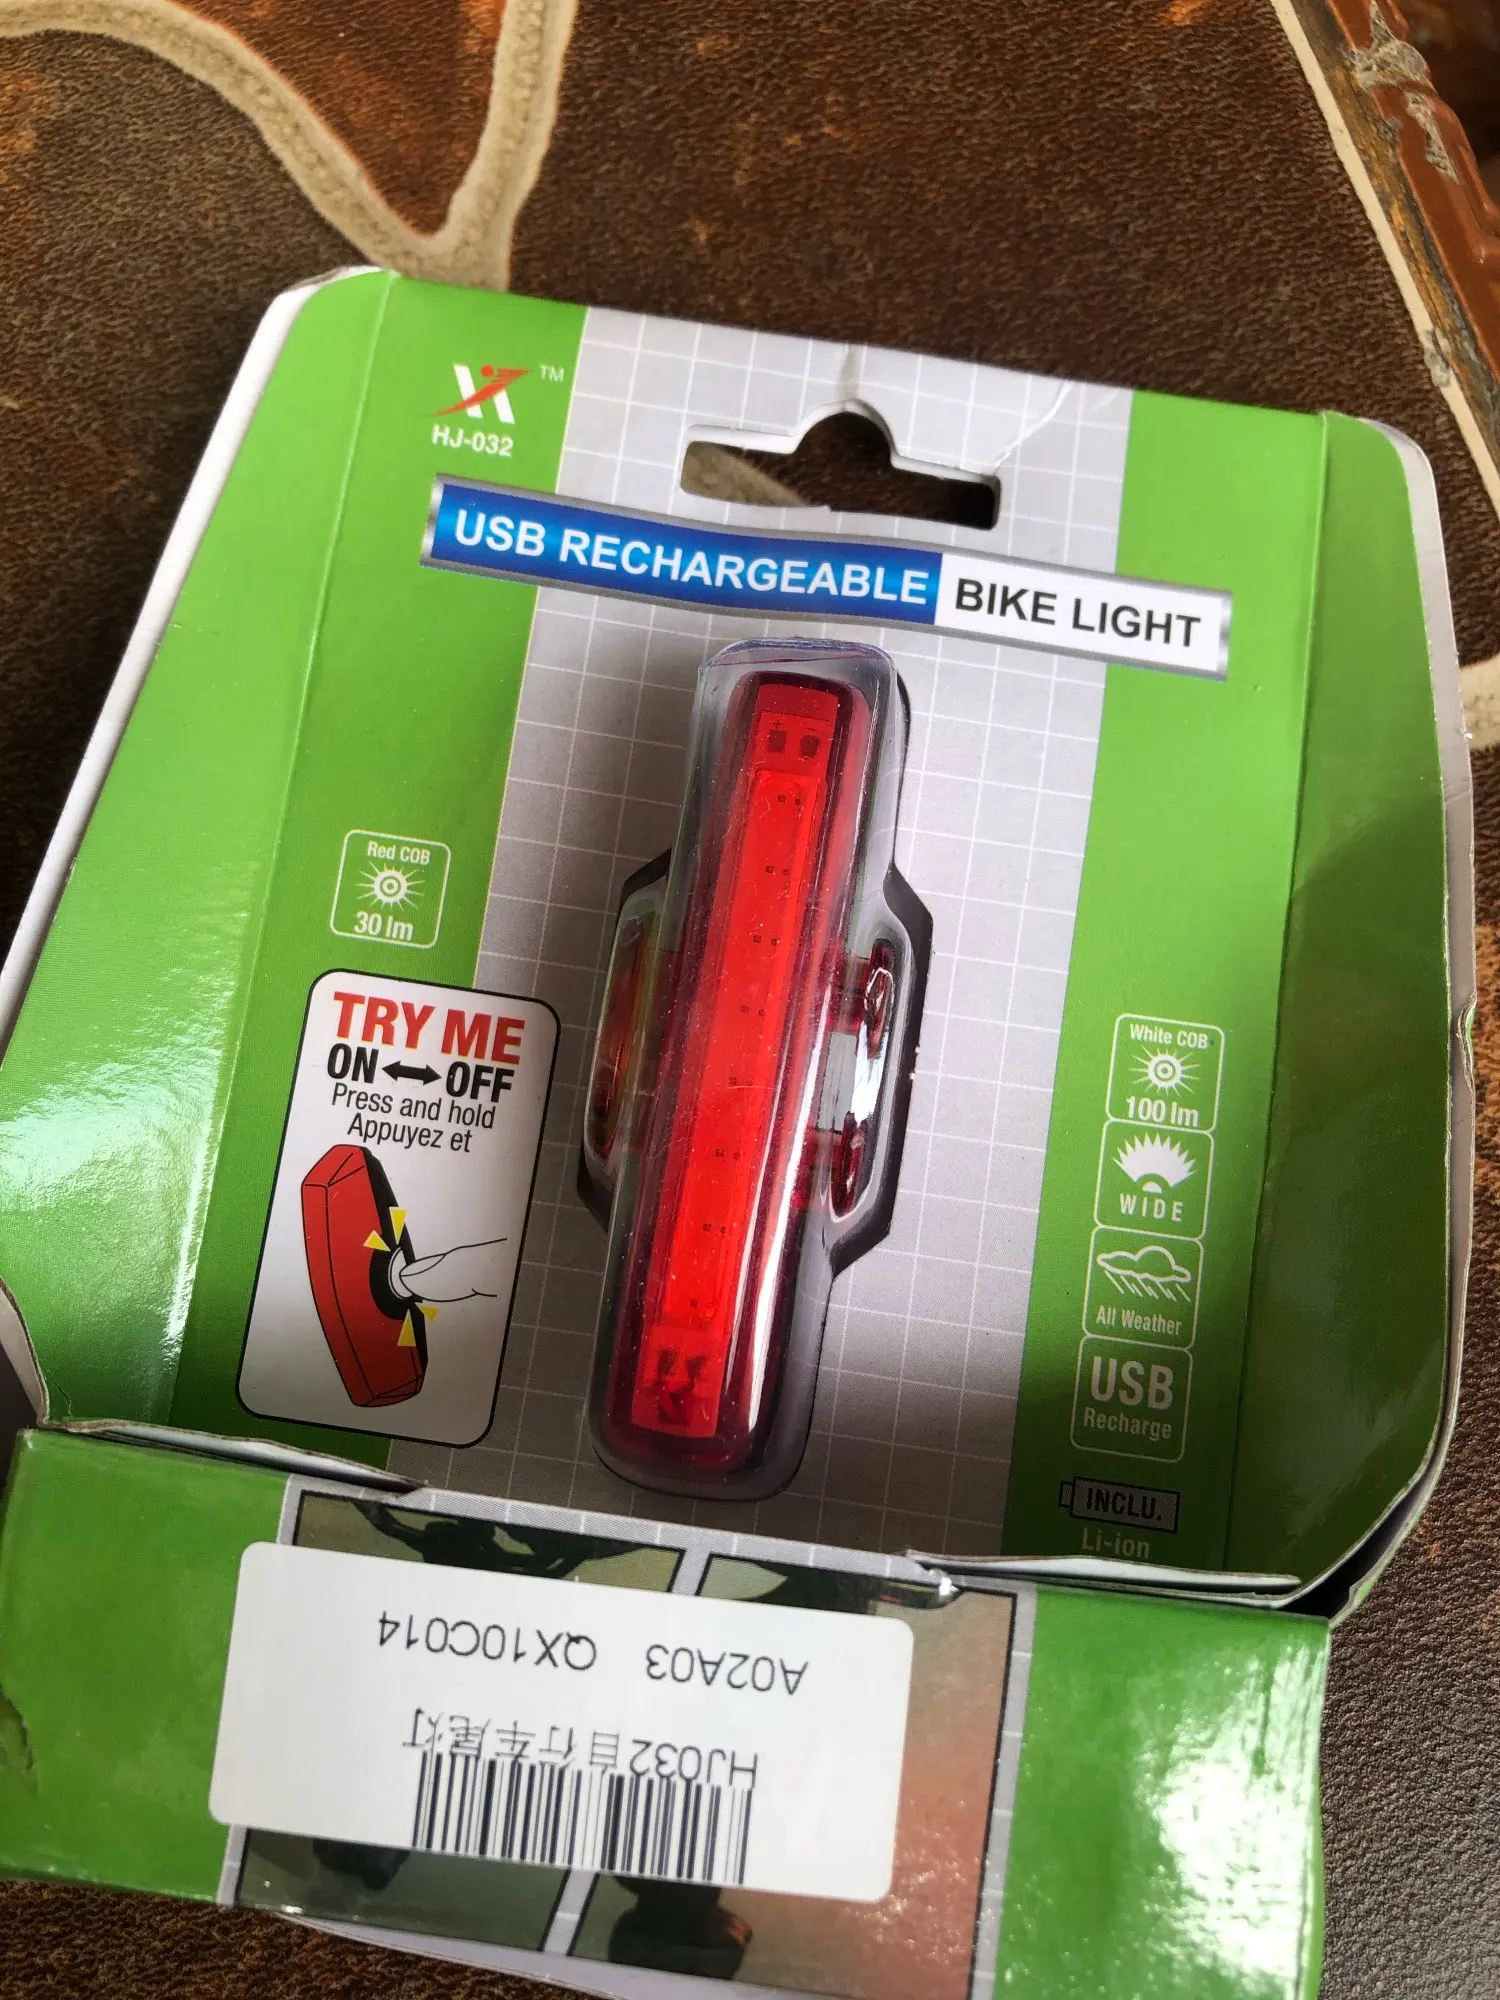 TM
HJ-032
USB RECHARGEABLE BIKE LIGHT
Red COB
30 lm
TRY ME
ON OFF
Press and hold
Appuyez et
White COB
100 lm
WIDE
All Weather
USB
Recharge
INCLU.
Li-ion
HJ032自行车尾灯
A02A03 QX10C014